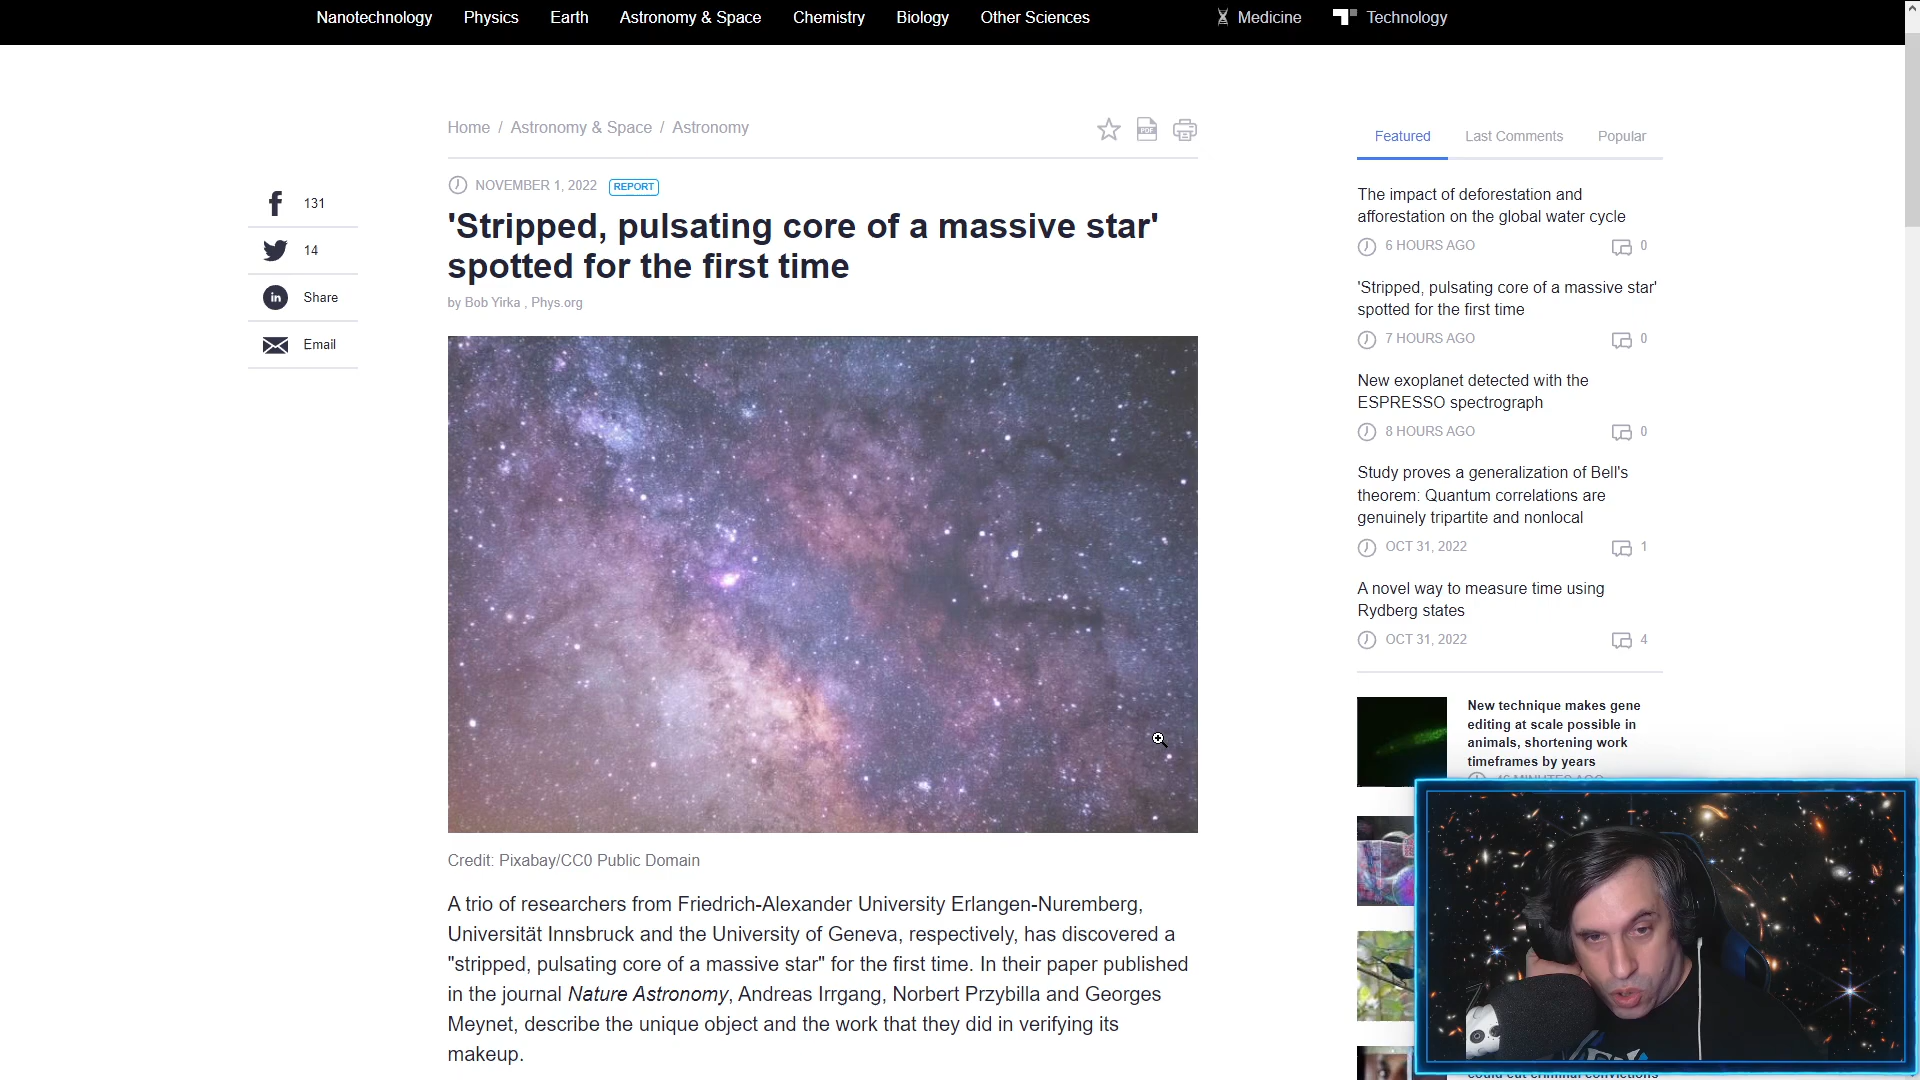 Nanotechnology Physics Earth Astronomy & Space Chemistry Biology Other Sciences Medicine Technology
Home / Astronomy & Space / Astronomy
PDF
NOVEMBER 1, 2022 REPORT
'Stripped, pulsating core of a massive star'
spotted for the first time
by Bob Yirka , Phys.org
131
14
in Share
Email
Credit: Pixabay/CC0 Public Domain
A trio of researchers from Friedrich-Alexander University Erlangen-Nuremberg,
Universität Innsbruck and the University of Geneva, respectively, has discovered a
"stripped, pulsating core of a massive star" for the first time. In their paper published
in the journal Nature Astronomy, Andreas Irrgang, Norbert Przybilla and Georges
Meynet, describe the unique object and the work that they did in verifying its
makeup.
Featured Last Comments Popular
The impact of deforestation and
afforestation on the global water cycle
6 HOURS AGO 0
'Stripped, pulsating core of a massive star'
spotted for the first time
7 HOURS AGO 0
New exoplanet detected with the
ESPRESSO spectrograph
8 HOURS AGO 0
Study proves a generalization of Bell's
theorem: Quantum correlations are
genuinely tripartite and nonlocal
OCT 31, 2022 1
A novel way to measure time using
Rydberg states
OCT 31, 2022 4
New technique makes gene
editing at scale possible in
animals, shortening work
timeframes by years
46 MINUTES AGO
could cut criminal convictions